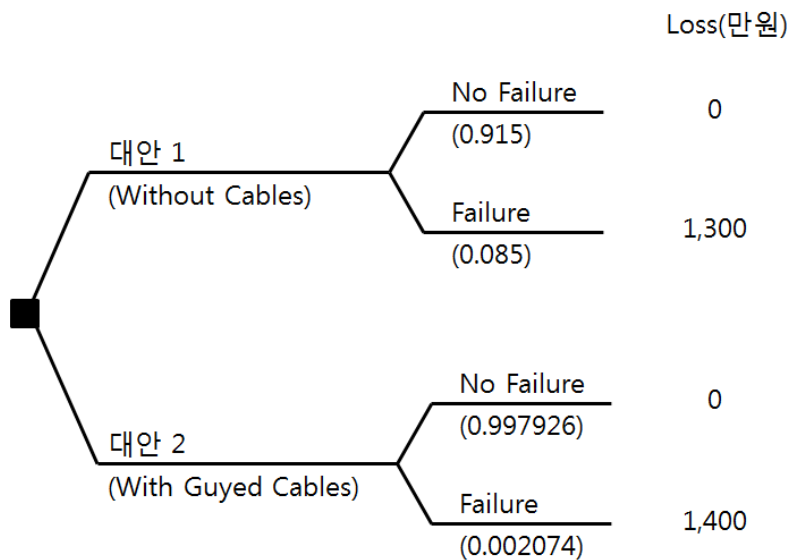 Loss(만원)
No Failure
0
(0.915)
대안 1
(Without Cables)
Failure
1,300
(0.085)
No Failure
0
(0.997926)
대안 2
(With Guyed Cables)
Failure
1,400
(0.002074)